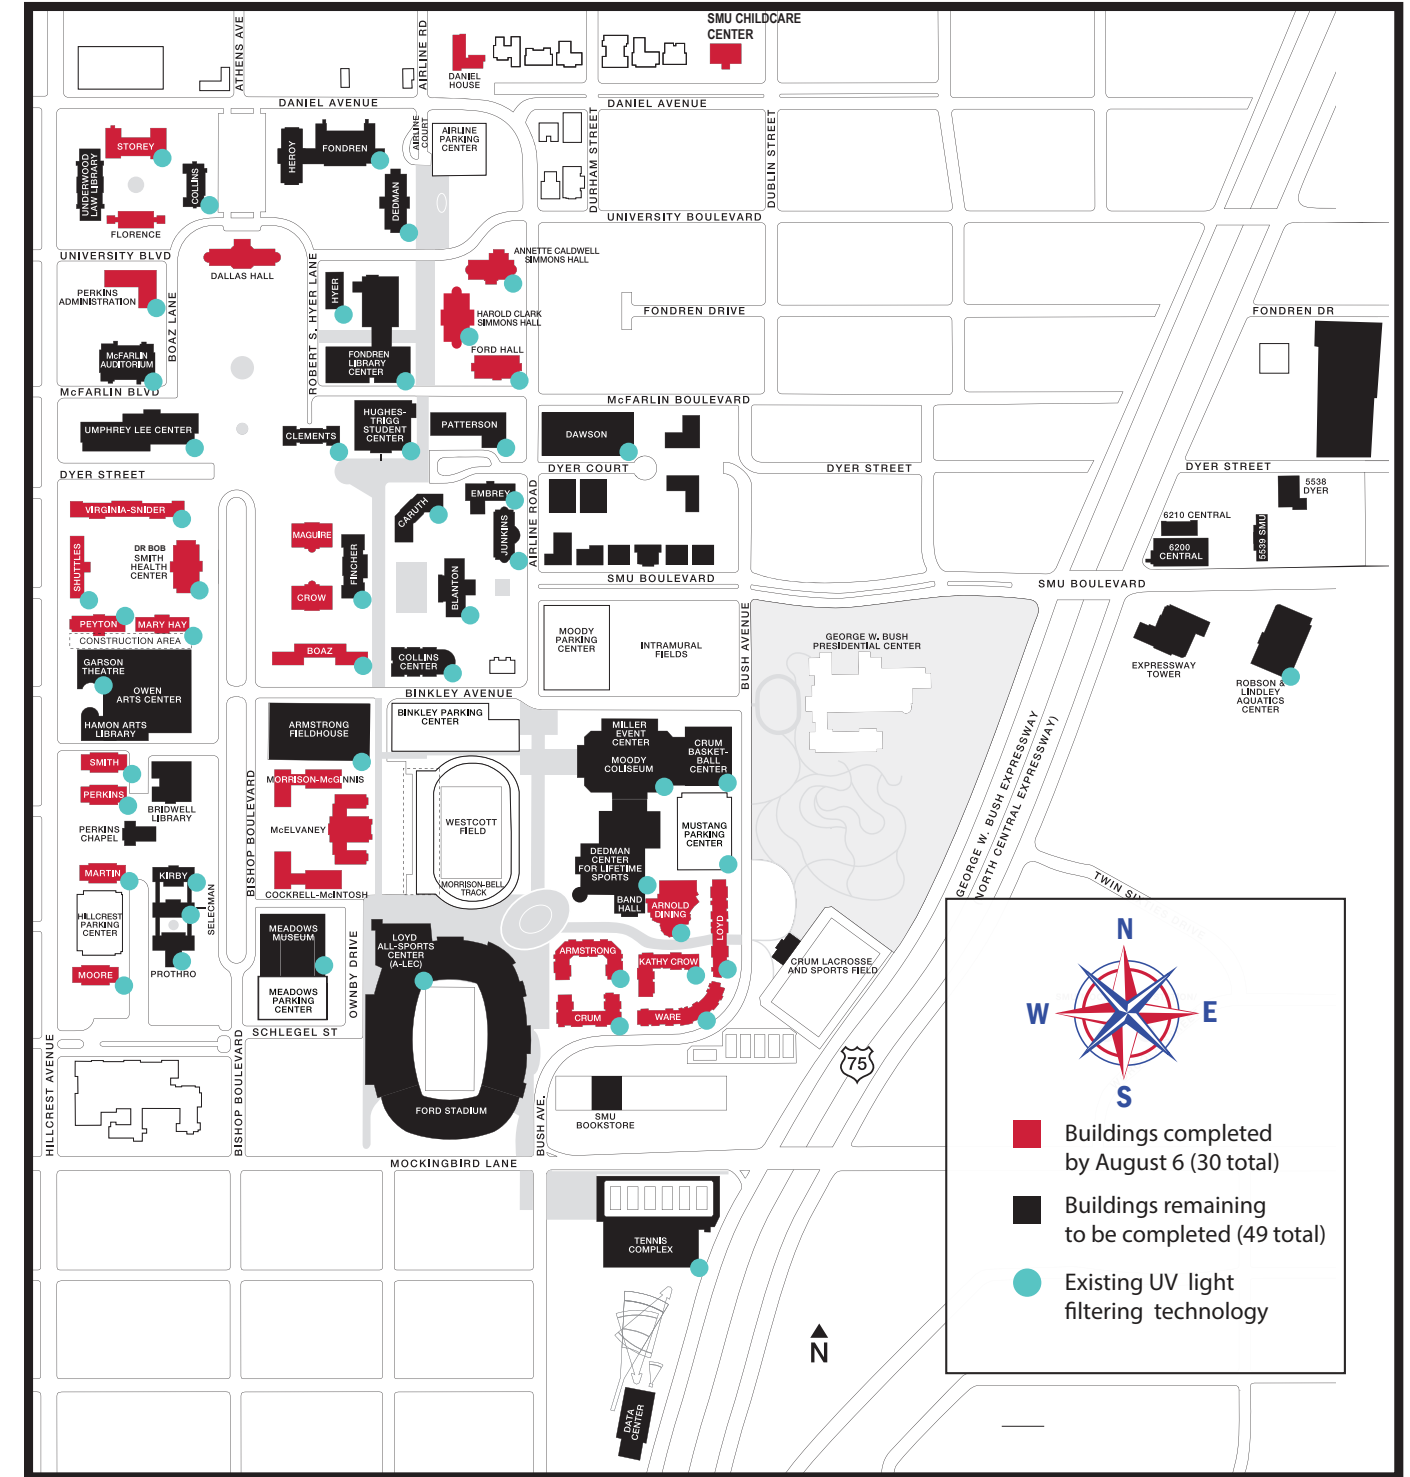 SMU CHILDCARE
CENTER
ATHENS AVE
AIRLINE RD
DANIEL
HOUSE
DANIEL AVENUE
DANIEL AVENUE
AIRLINE
COURT
AIRLINE
PARKING
CENTER
DURHAM STREET
DUBLIN STREET
STOREY
UNDERWOOD
LAW LIBRARY
COLLINS
HEROY
FONDREN
DEDMAN
FLORENCE
UNIVERSITY BOULEVARD
UNIVERSITY BLVD
DALLAS HALL
ANNETTE CALDWELL
SIMMONS HALL
PERKINS
ADMINISTRATION
BOAZ LANE
ROBERT S. HYER LANE
HYER
HAROLD CLARK
SIMMONS HALL
FONDREN DRIVE
FONDREN DR
McFARLIN
AUDITORIUM
FONDREN
LIBRARY
CENTER
FORD HALL
McFARLIN BLVD
McFARLIN BOULEVARD
UMPHREY LEE CENTER
CLEMENTS
HUGHES-
TRIGG
STUDENT
CENTER
PATTERSON
DAWSON
DYER STREET
DYER COURT
DYER STREET
DYER STREET
VIRGINIA-SNIDER
MAGUIRE
CARUTH
EMBREY
JUNKINS
AIRLINE ROAD
5538
DYER
6210 CENTRAL
6200
CENTRAL
5539 SMU
SHUTTLES
DR BOB
SMITH
HEALTH
CENTER
FINCHER
CROW
BLANTON
SMU BOULEVARD
SMU BOULEVARD
PEYTON
MARY HAY
CONSTRUCTION AREA
BOAZ
COLLINS
CENTER
MOODY
PARKING
CENTER
INTRAMURAL
FIELDS
BUSH AVENUE
GEORGE W. BUSH
PRESIDENTIAL CENTER
EXPRESSWAY
TOWER
ROBSON &
LINDLEY
AQUATICS
CENTER
GARSON
THEATRE
OWEN
ARTS CENTER
HAMON ARTS
LIBRARY
BINKLEY AVENUE
ARMSTRONG
FIELDHOUSE
BINKLEY PARKING
CENTER
MILLER
EVENT
CENTER
MOODY
COLISEUM
CRUM
BASKET-
BALL
CENTER
GEORGE W. BUSH EXPRESSWAY
(NORTH CENTRAL EXPRESSWAY)
SMITH
PERKINS
BRIDWELL
LIBRARY
PERKINS
CHAPEL
BISHOP BOULEVARD
MORRISON-McGINNIS
McELVANEY
COCKRELL-McINTOSH
WESTCOTT
FIELD
MORRISON-BELL
TRACK
MUSTANG
PARKING
CENTER
DEDMAN
CENTER
FOR LIFETIME
SPORTS
BAND
HALL
ARNOLD
DINING
LOYD
MARTIN
KIRBY
HILLCREST
PARKING
CENTER
SELECMAN
PROTHRO
MOORE
MEADOWS
MUSEUM
MEADOWS
PARKING
CENTER
OWNBY DRIVE
LOYD
ALL-SPORTS
CENTER
(A-LEC)
ARMSTRONG
KATHY CROW
CRUM
WARE
CRUM LACROSSE
AND SPORTS FIELD
SCHLEGEL ST
HILLCREST AVENUE
BISHOP BOULEVARD
FORD STADIUM
BUSH AVE.
SMU
BOOKSTORE
75
MOCKINGBIRD LANE
TENNIS
COMPLEX
DATA
CENTER
N
N
W
E
S
Buildings completed
by August 6 (30 total)
Buildings remaining
to be completed (49 total)
Existing UV light
filtering technology